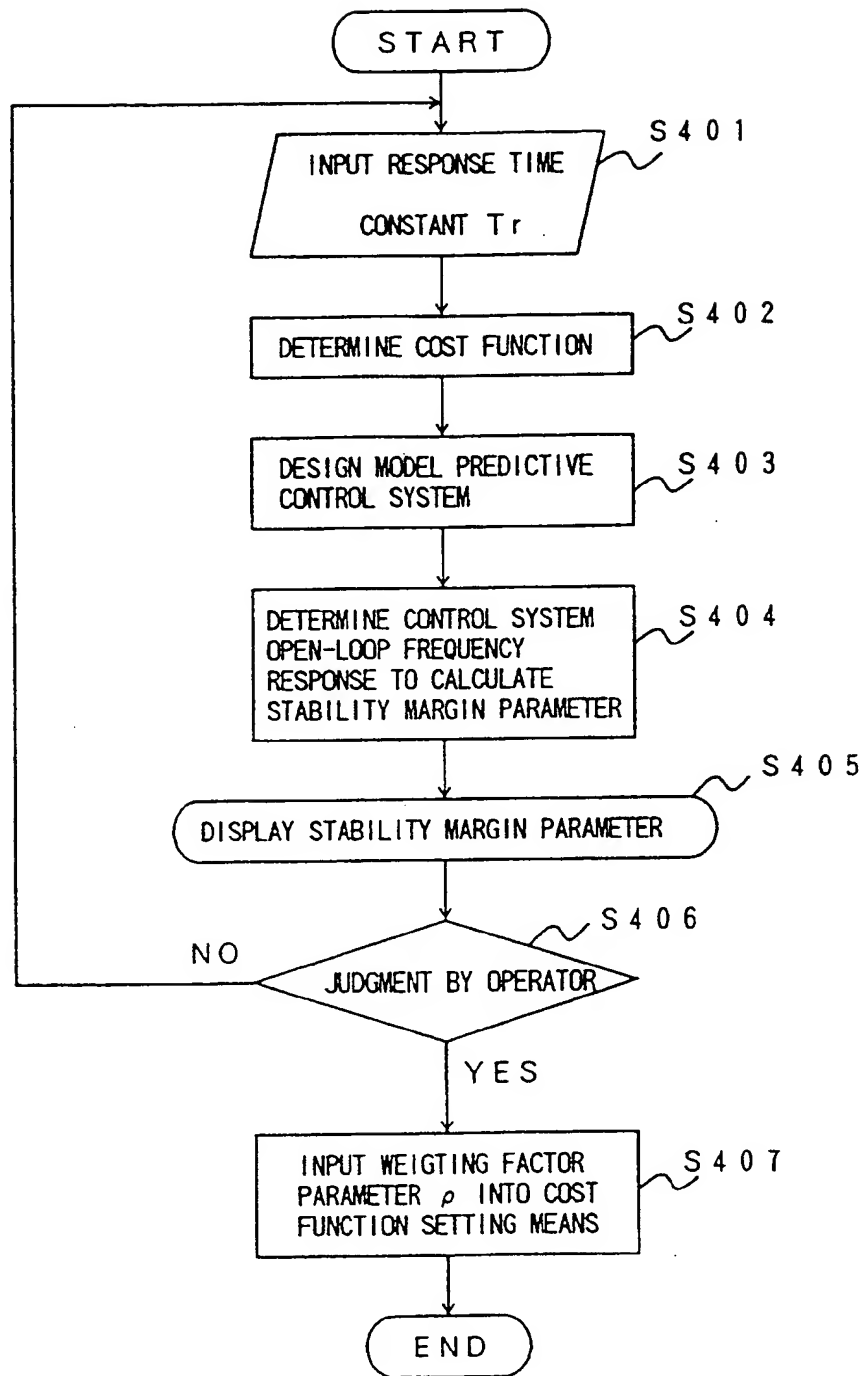 START
S401
INPUT RESPONSE TIME
CONSTANT Tr
S402
DETERMINE COST FUNCTION
S403
DESIGN MODEL PREDICTIVE
CONTROL SYSTEM
S404
DETERMINE CONTROL SYSTEM
OPEN-LOOP FREQUENCY
RESPONSE TO CALCULATE
STABILITY MARGIN PARAMETER
S405
DISPLAY STABILITY MARGIN PARAMETER
S406
NO
JUDGMENT BY OPERATOR
YES
S407
INPUT WEIGTING FACTOR
PARAMETER ρ INTO COST
FUNCTION SETTING MEANS
END